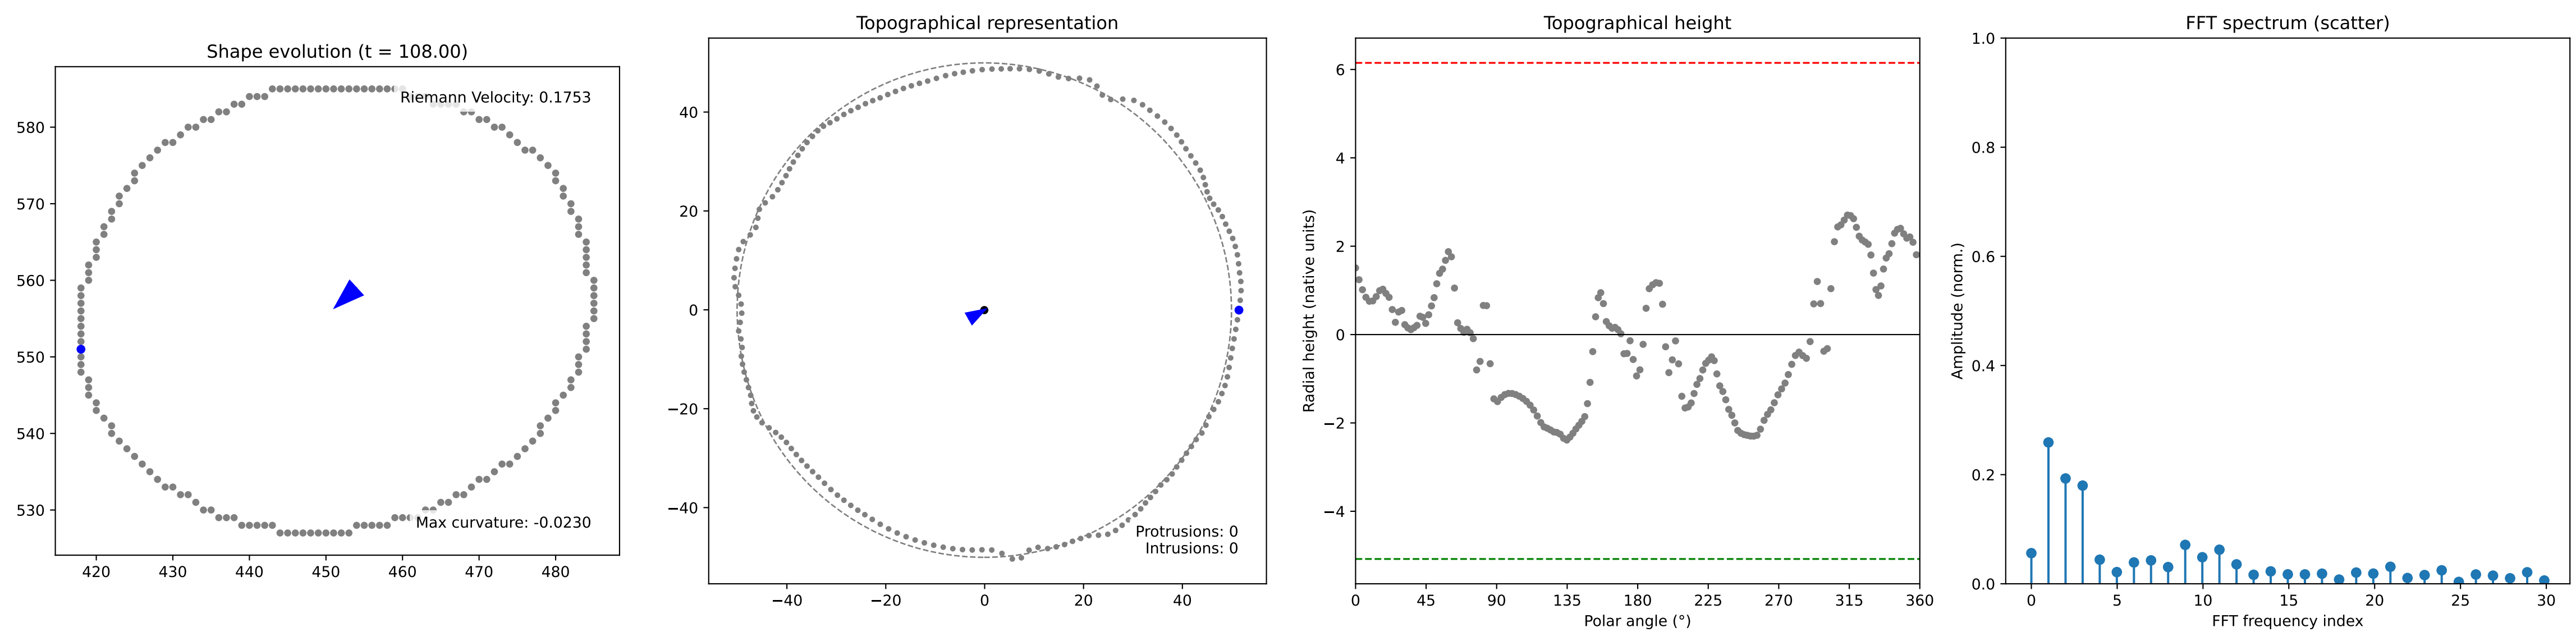 Shape evolution (t = 108.00)
Riemann Velocity: 0.1753
Max curvature: -0.0230
580
570
560
550
540
530
420 430 440 450 460 470 480
Topographical representation
40
20
0
−20
−40
Protrusions: 0
Intrusions: 0
−40 −20 0 20 40
Topographical height
Radial height (native units)
6
4
2
0
−2
−4
0 45 90 135 180 225 270 315 360
Polar angle (°)
FFT spectrum (scatter)
Amplitude (norm.)
1.0
0.8
0.6
0.4
0.2
0.0
0 5 10 15 20 25 30
FFT frequency index